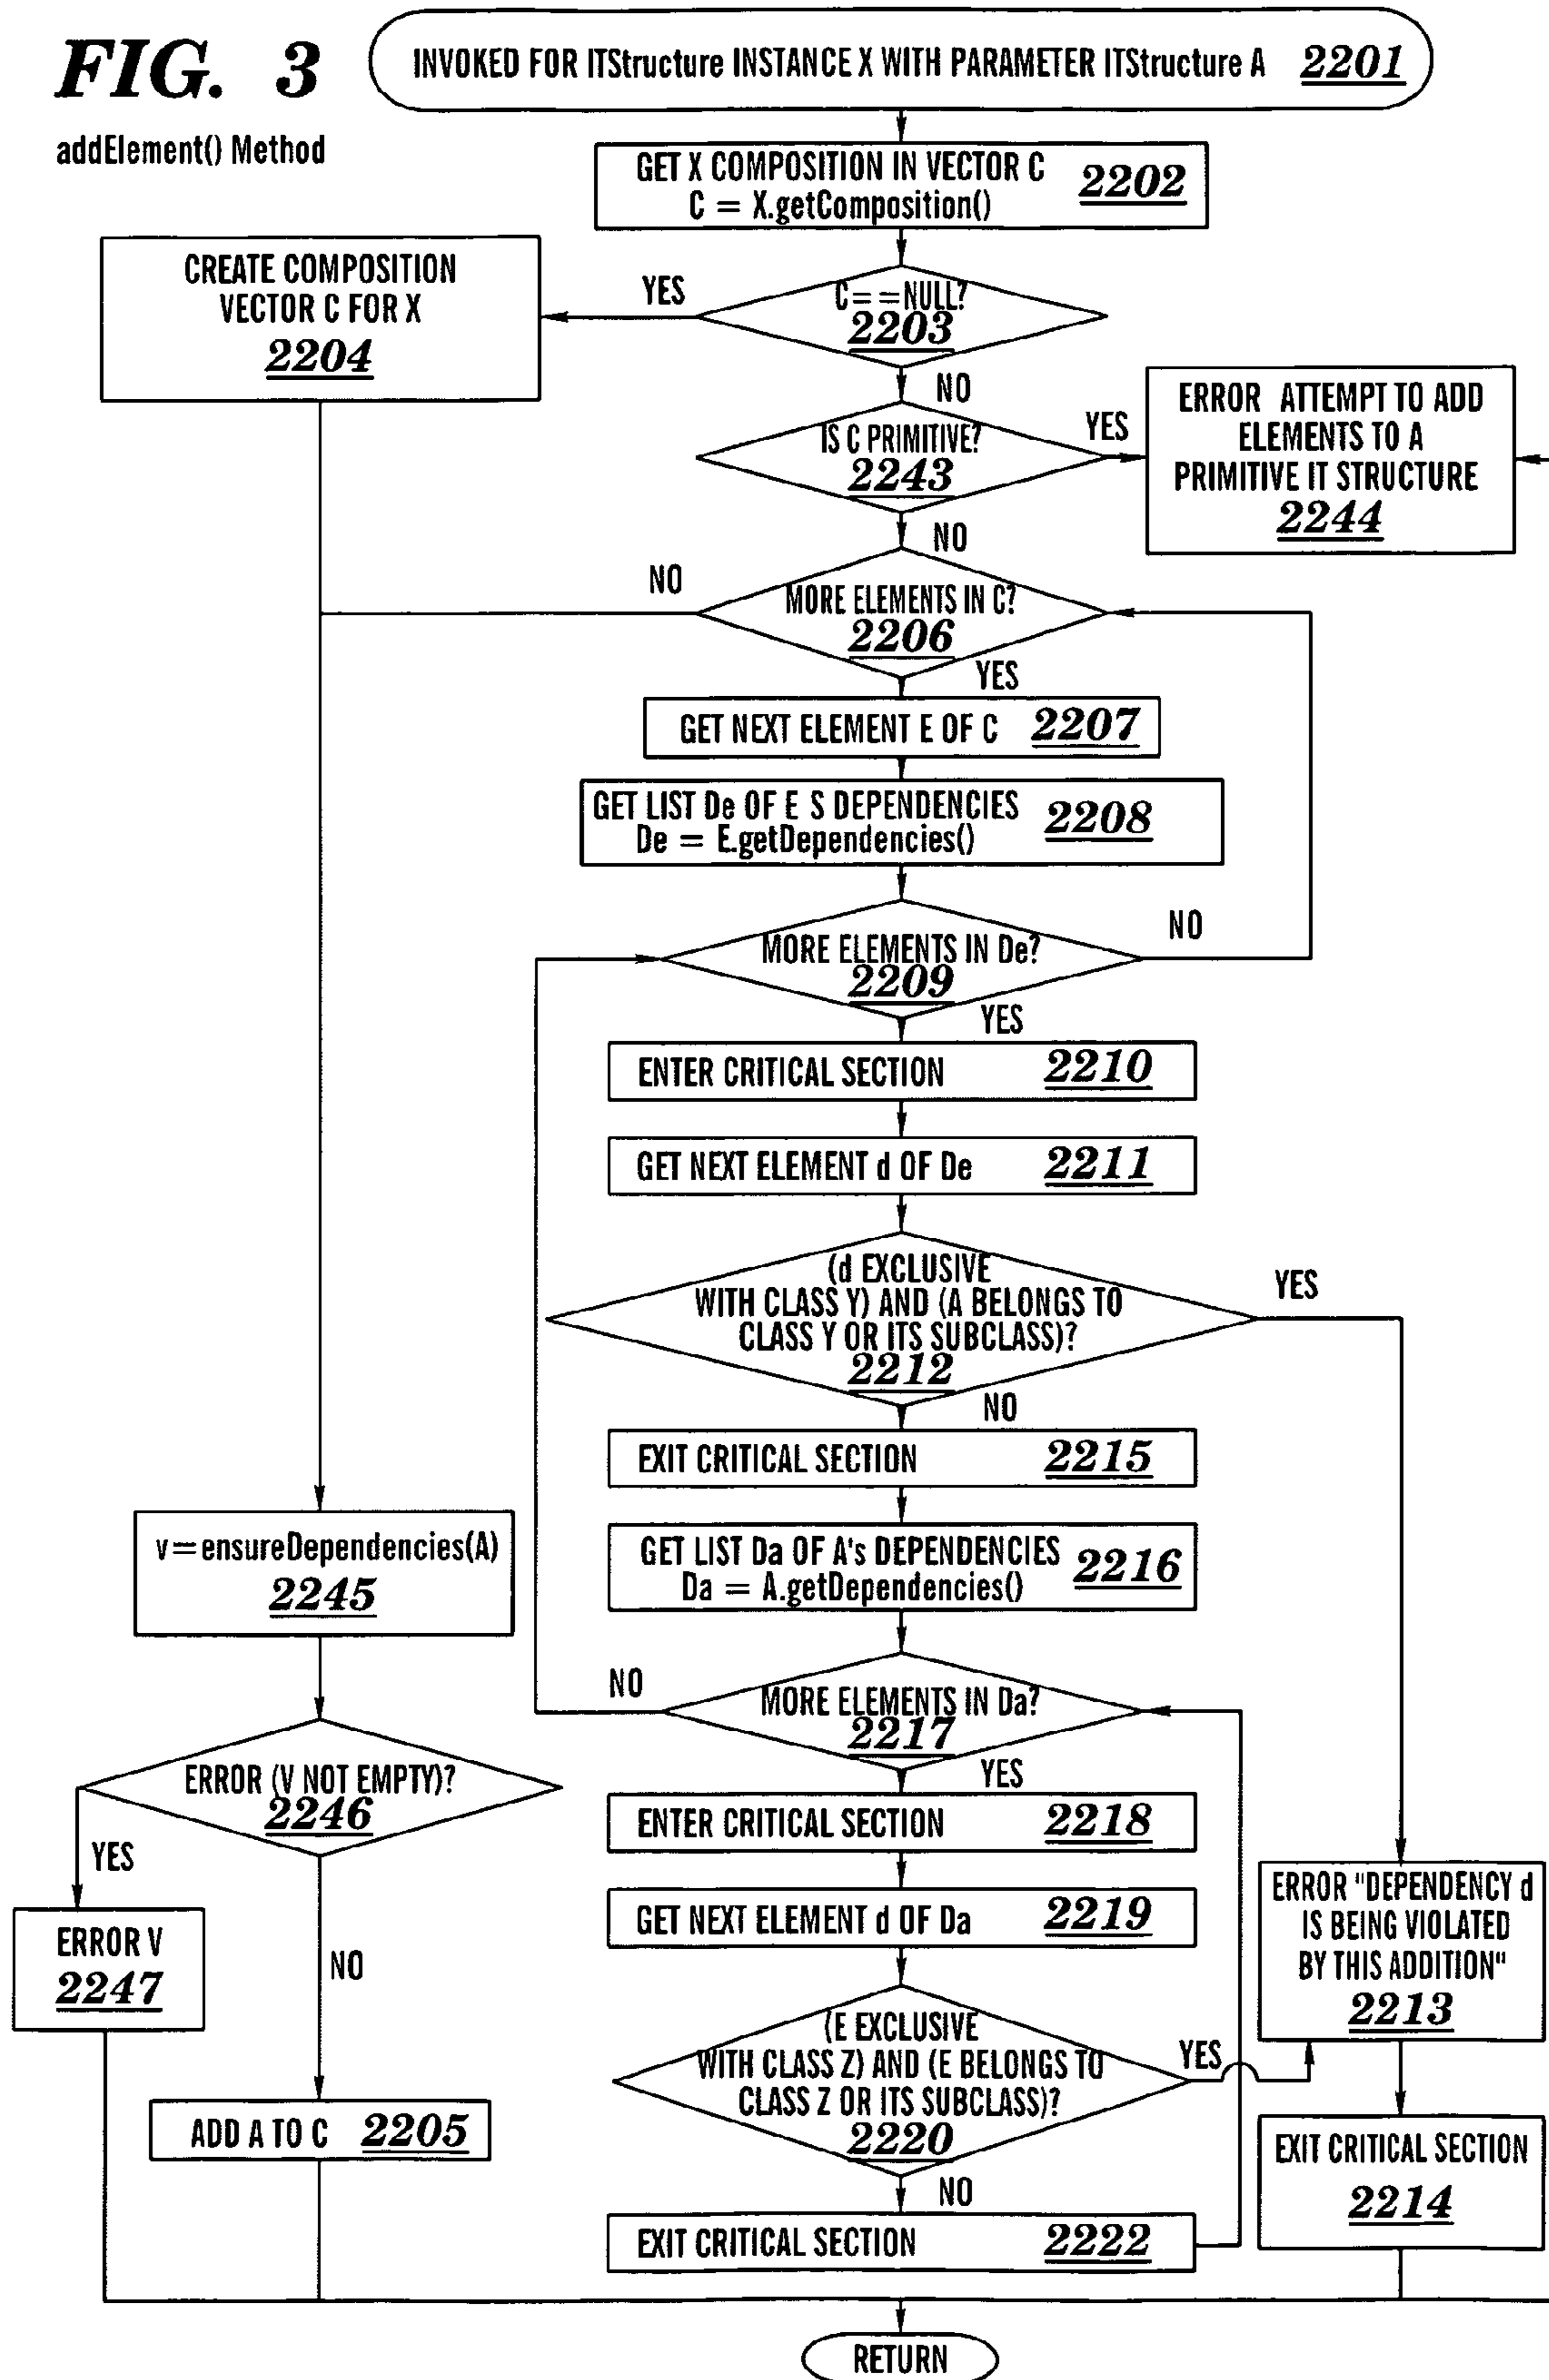 FIG. 3
addElement() Method
INVOKED FOR ITStructure INSTANCE X WITH PARAMETER ITStructure A 2201
GET X COMPOSITION IN VECTOR C
C = X.getComposition()
2202
C==NULL?
2203
YES
NO
CREATE COMPOSITION
VECTOR C FOR X
2204
IS C PRIMITIVE?
2243
YES
NO
ERROR ATTEMPT TO ADD
ELEMENTS TO A
PRIMITIVE IT STRUCTURE
2244
MORE ELEMENTS IN C?
2206
NO
YES
GET NEXT ELEMENT E OF C 2207
GET LIST De OF E S DEPENDENCIES
De = E.getDependencies()
2208
MORE ELEMENTS IN De?
2209
NO
YES
ENTER CRITICAL SECTION 2210
GET NEXT ELEMENT d OF De 2211
(d EXCLUSIVE
WITH CLASS Y) AND (A BELONGS TO
CLASS Y OR ITS SUBCLASS)?
2212
YES
NO
EXIT CRITICAL SECTION 2215
GET LIST Da OF A's DEPENDENCIES
Da = A.getDependencies()
2216
v=ensureDependencies(A)
2245
MORE ELEMENTS IN Da?
2217
NO
YES
ERROR (V NOT EMPTY)?
2246
YES
NO
ENTER CRITICAL SECTION 2218
GET NEXT ELEMENT d OF Da 2219
ERROR "DEPENDENCY d
IS BEING VIOLATED
BY THIS ADDITION"
2213
ERROR V
2247
(E EXCLUSIVE
WITH CLASS Z) AND (E BELONGS TO
CLASS Z OR ITS SUBCLASS)?
2220
YES
NO
ADD A TO C 2205
EXIT CRITICAL SECTION
2214
EXIT CRITICAL SECTION 2222
RETURN